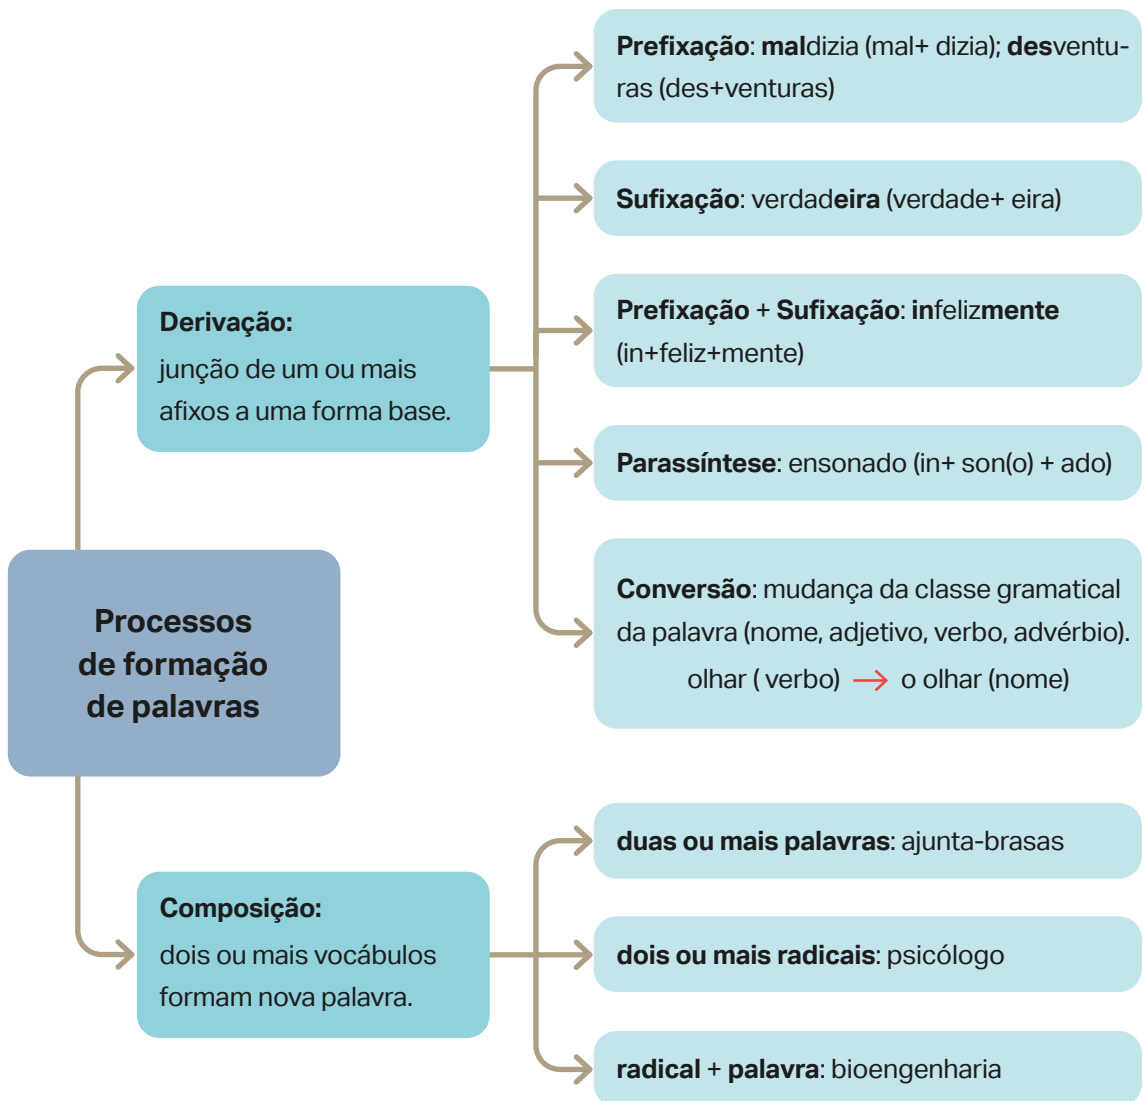 Processos
de formação
de palavras
Derivação:
junção de um ou mais
afixos a uma forma base.
Prefixação: maldizia (mal+ dizia); desventu-
ras (des+venturas)
Sufixação: verdadeira (verdade+ eira)
Prefixação + Sufixação: infelizmente
(in+feliz+mente)
Parassíntese: ensonado (in+ son(o) + ado)
Conversão: mudança da classe gramatical
da palavra (nome, adjetivo, verbo, advérbio).
olhar ( verbo) → o olhar (nome)
Composição:
dois ou mais vocábulos
formam nova palavra.
duas ou mais palavras: ajunta-brasas
dois ou mais radicais: psicólogo
radical + palavra: bioengenharia